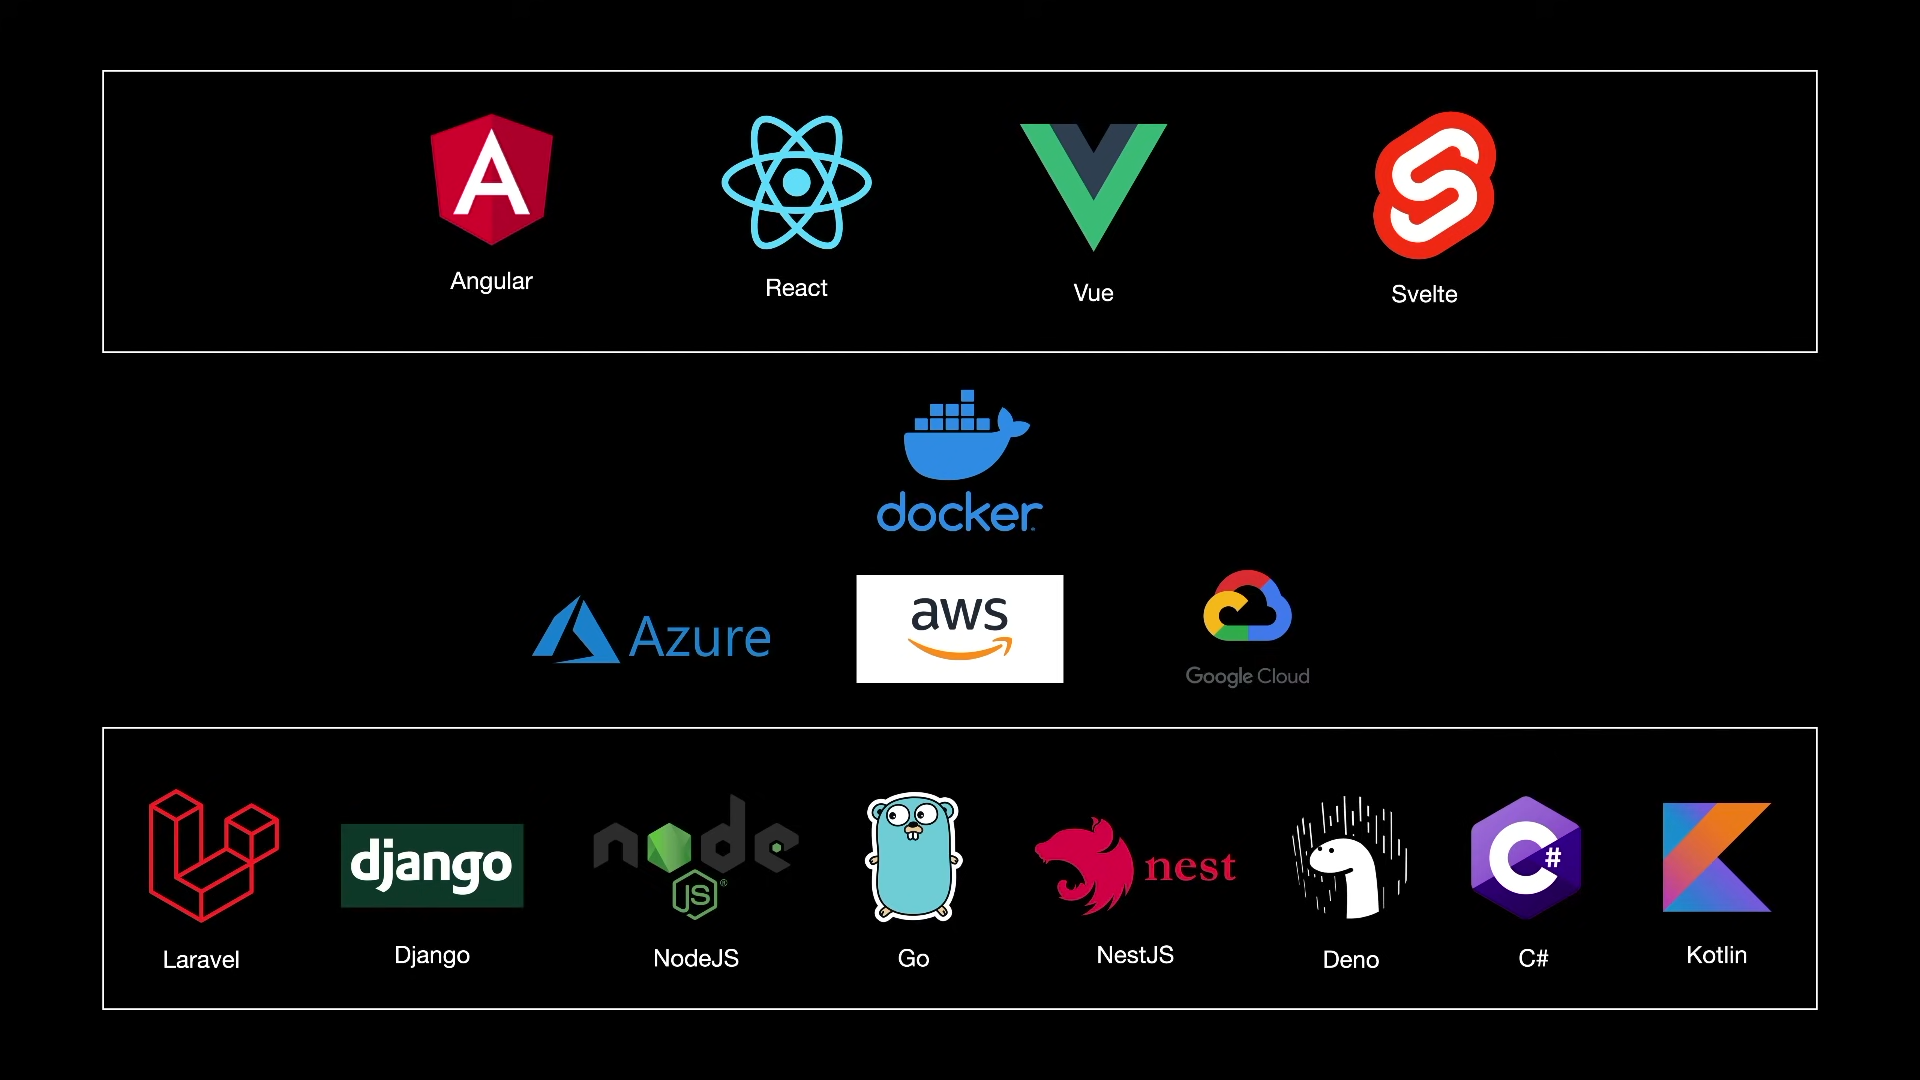 Angular
React
Vue
Svelte
docker
Azure
aws
Google Cloud
django
node
JS
nest
C#
Laravel
Django
NodeJS
Go
NestJS
Deno
C#
Kotlin